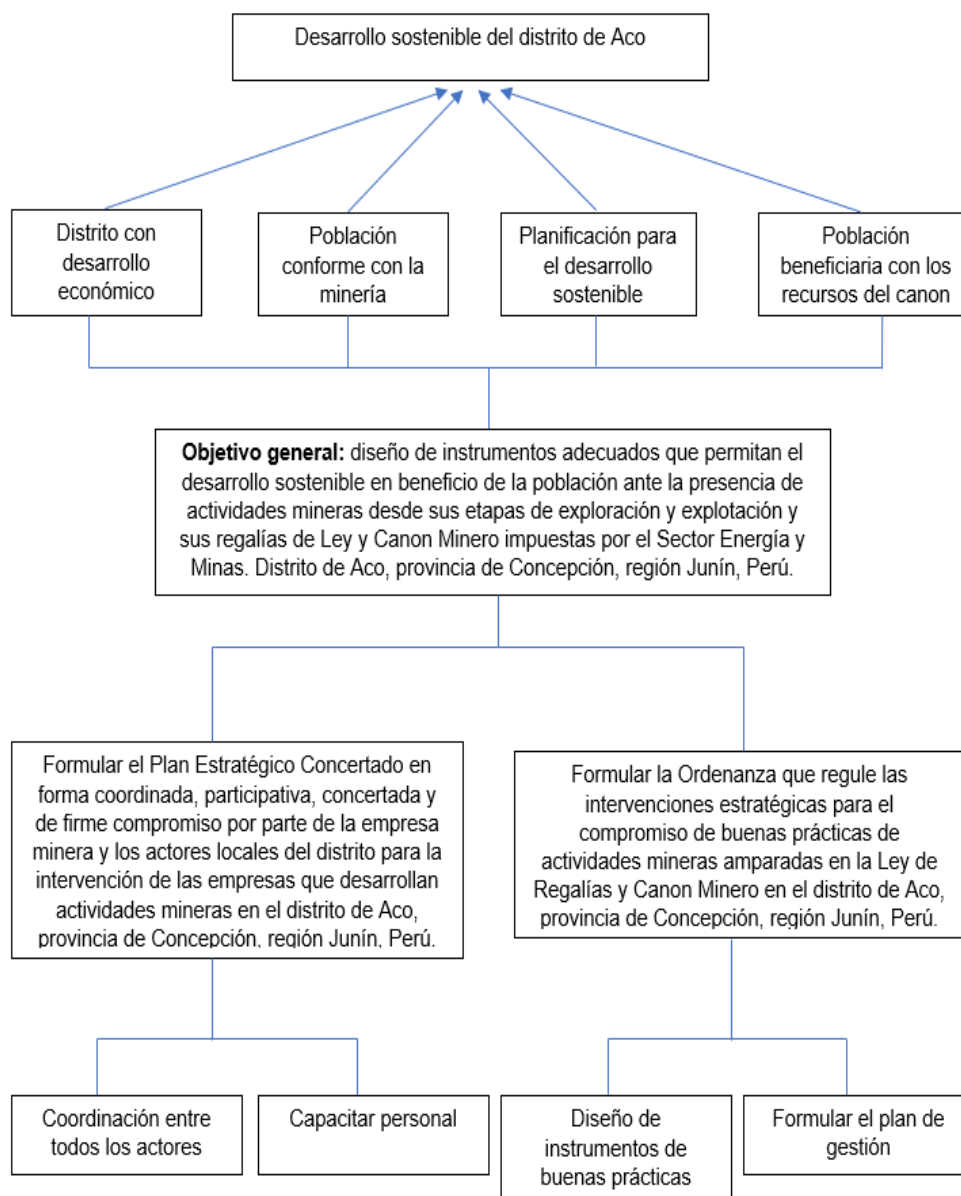 Desarrollo sostenible del distrito de Aco
Distrito con
desarrollo
económico
Población
conforme con la
minería
Planificación para
el desarrollo
sostenible
Población
beneficiaria con los
recursos del canon
Objetivo general: diseño de instrumentos adecuados que permitan el
desarrollo sostenible en beneficio de la población ante la presencia de
actividades mineras desde sus etapas de exploración y explotación y
sus regalías de Ley y Canon Minero impuestas por el Sector Energía y
Minas. Distrito de Aco, provincia de Concepción, región Junín, Perú.
Formular el Plan Estratégico Concertado en
forma coordinada, participativa, concertada y
de firme compromiso por parte de la empresa
minera y los actores locales del distrito para la
intervención de las empresas que desarrollan
actividades mineras en el distrito de Aco,
provincia de Concepción, región Junín, Perú.
Formular la Ordenanza que regule las
intervenciones estratégicas para el
compromiso de buenas prácticas de
actividades mineras amparadas en la Ley de
Regalías y Canon Minero en el distrito de Aco,
provincia de Concepción, región Junín, Perú.
Coordinación entre
todos los actores
Capacitar personal
Diseño de
instrumentos de
buenas prácticas
Formular el plan de
gestión